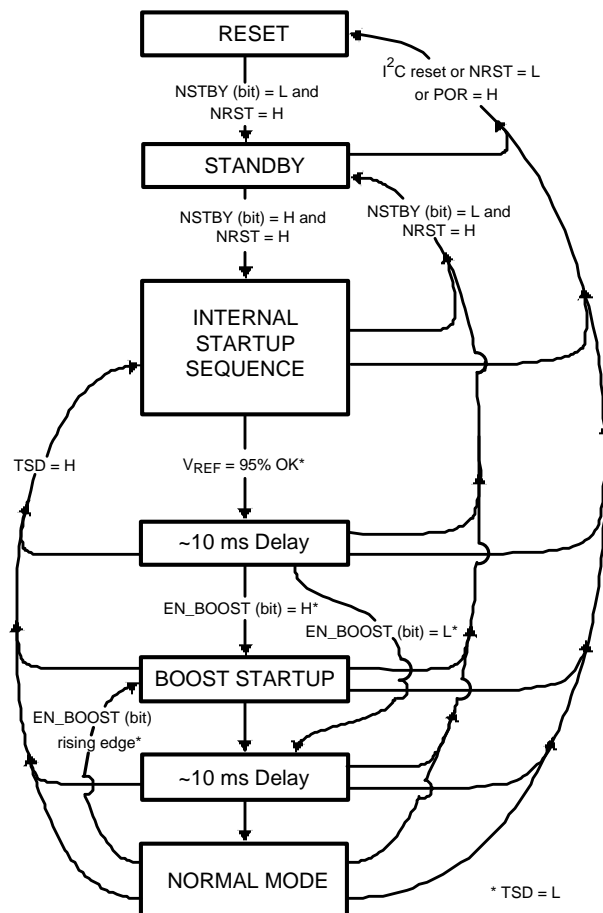 RESET
I²C reset or NRST = L
or POR = H
NSTBY (bit) = L and
NRST = H
STANDBY
NSTBY (bit) = H and
NRST = H
NSTBY (bit) = L and
NRST = H
INTERNAL
STARTUP
SEQUENCE
TSD = H
VREF = 95% OK*
~10 ms Delay
EN_BOOST (bit) = H*
EN_BOOST (bit) = L*
BOOST STARTUP
EN_BOOST (bit)
rising edge*
~10 ms Delay
NORMAL MODE
* TSD = L